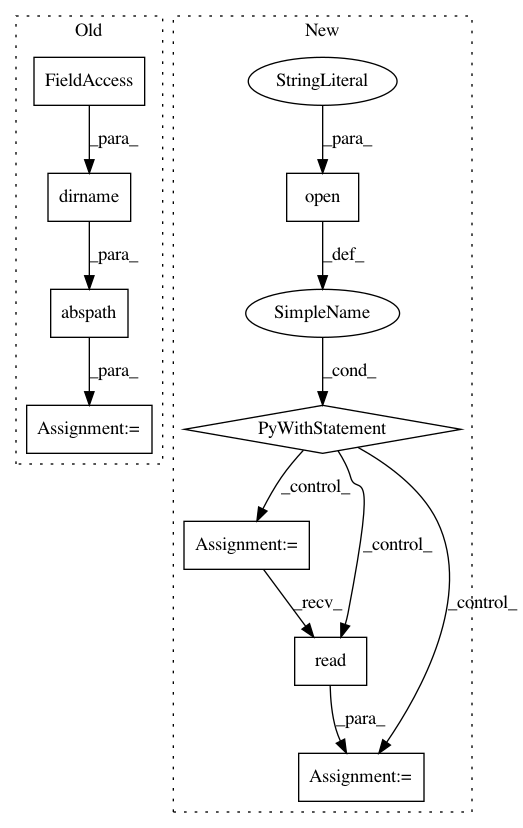 Old
New
FieldAccess
StringLiteral
_para_
_para_
dirname
open
_para_
_def_
abspath
SimpleName
_para_
_cond_
Assignment:=
PyWithStatement
_control_
_control_
_control_
Assignment:=
_recv_
read
_para_
Assignment:=